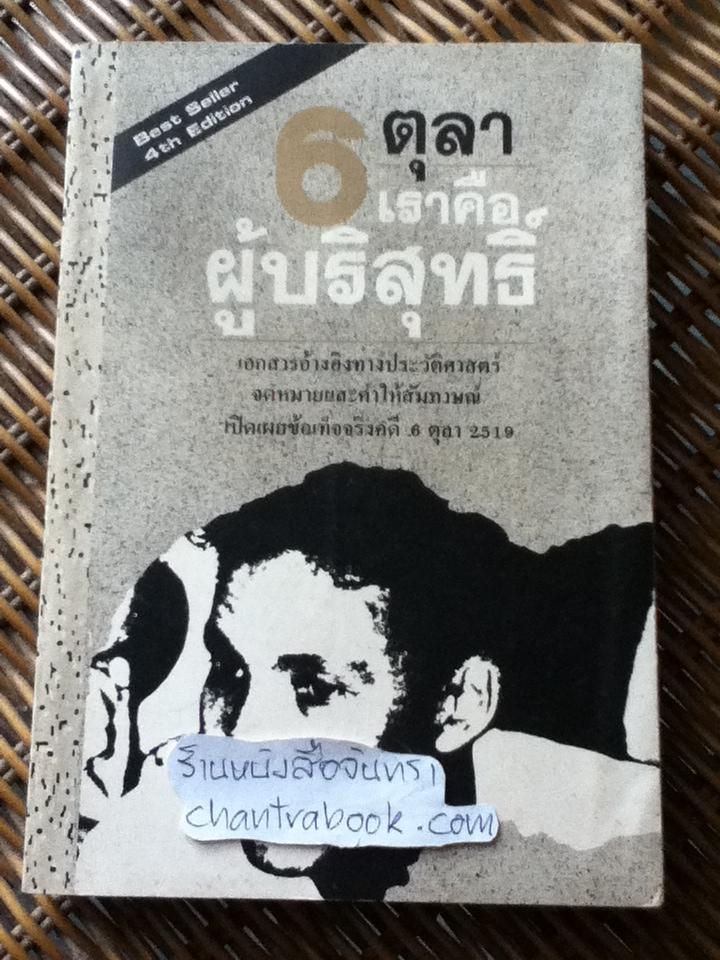 Best Seller
4th Edition
6 ตุลา
เราคือ
ผู้บริสุทธิ์
เอกสารอ้างอิงทางประวัติศาสตร์
จดหมายและคำให้สัมภาษณ์
เปิดเผยข้อเท็จจริงคดี 6 ตุลา 2519
ร้านหนังสือจันทรา
chantrabook.com